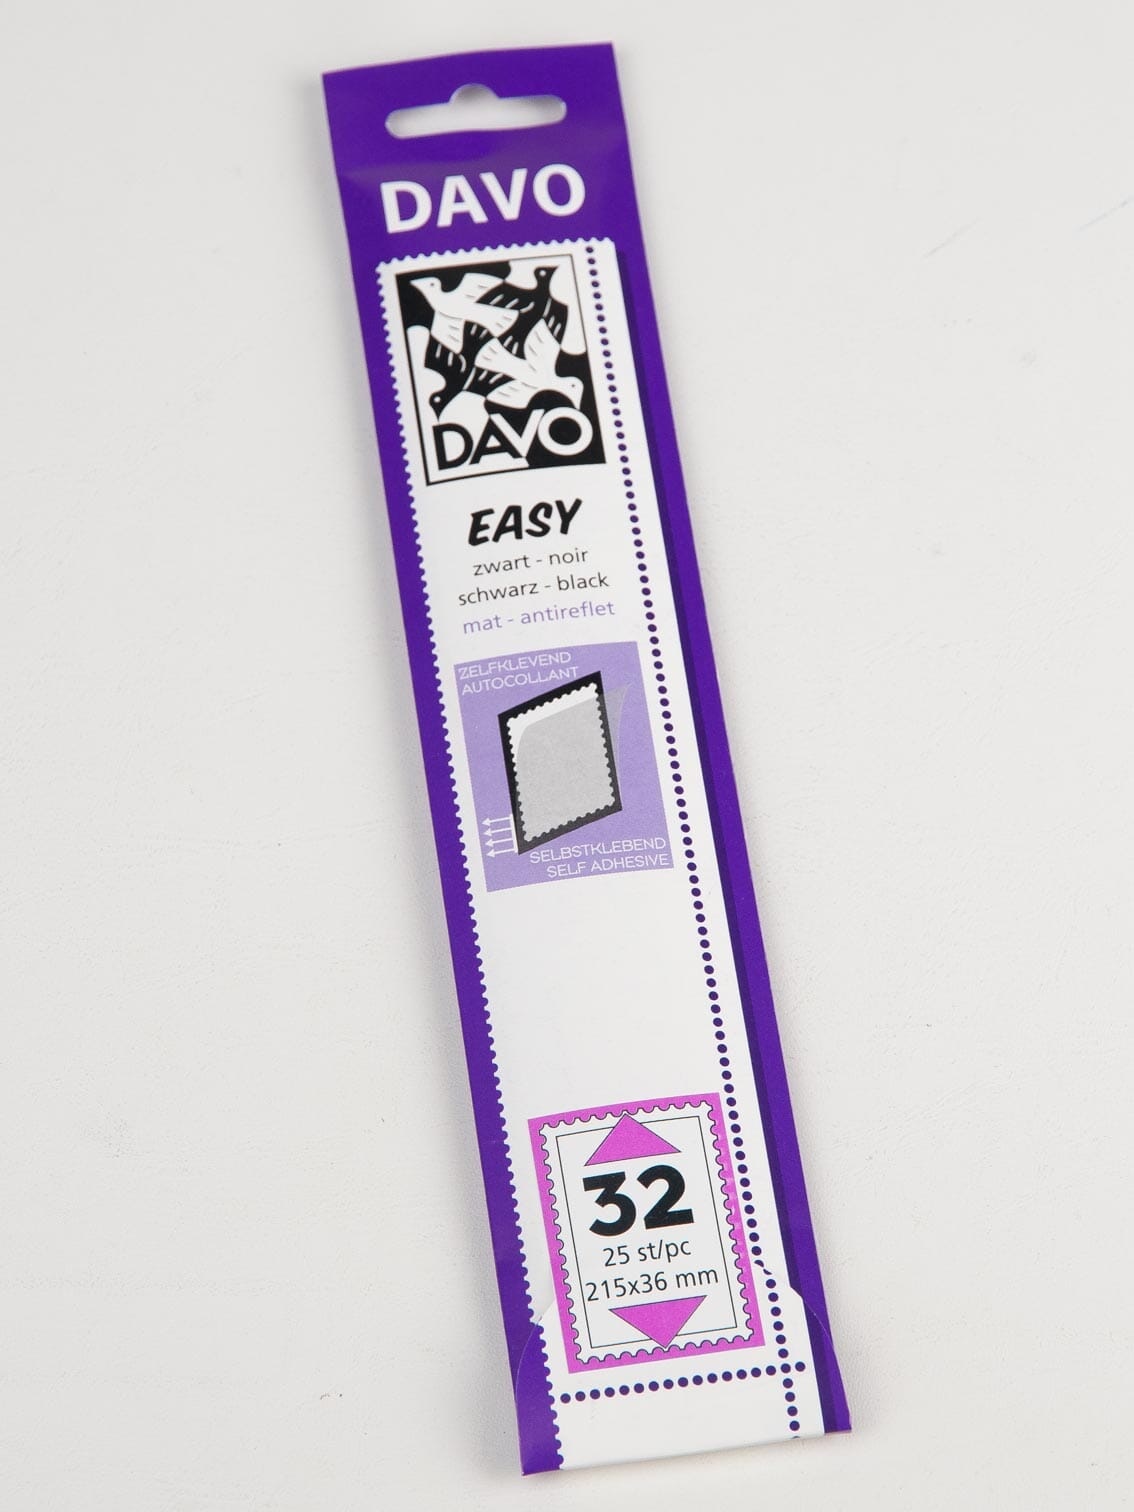 DAVO
DAVO
EASY
zwart - noir
schwarz - black
mat - antireflet
ZELFKLEVEND
AUTOCOLLANT
SELBSTKLEBEND
SELF ADHESIVE
32
25 st/pc
215x36 mm